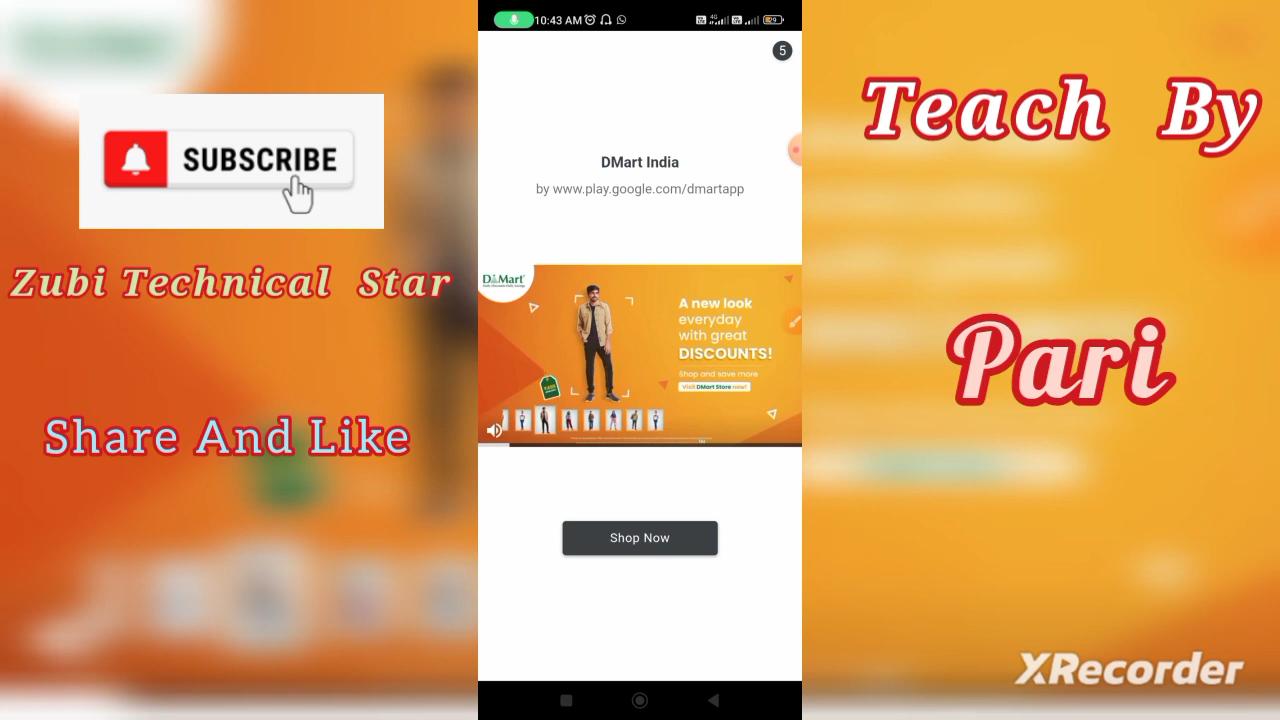 SUBSCRIBE
Zubi Technical Star
Share And Like
10:43 AM
5
DMart India
by www.play.google.com/dmartapp
DMart
A new look
everyday
with great
DISCOUNTS!
Shop and save more
Visit DMart Store now!
Shop Now
Teach By
Pari
XRecorder